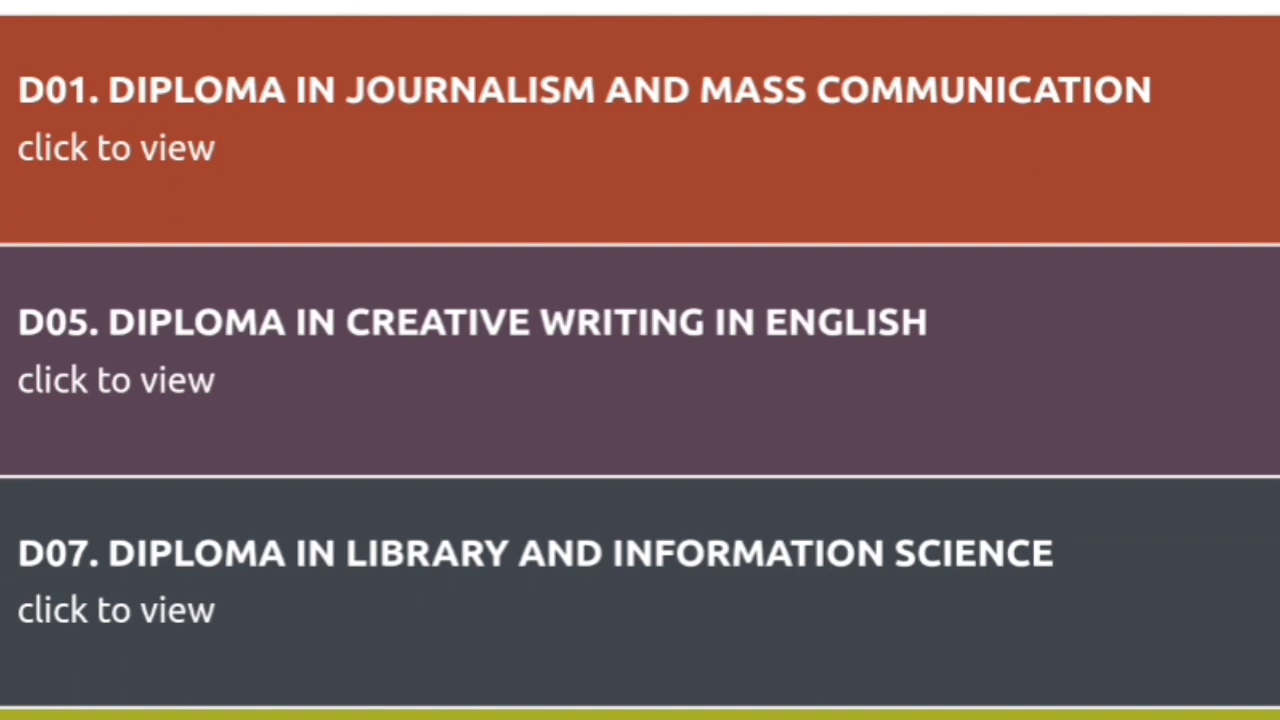 D01. DIPLOMA IN JOURNALISM AND MASS COMMUNICATION
click to view
D05. DIPLOMA IN CREATIVE WRITING IN ENGLISH
click to view
D07. DIPLOMA IN LIBRARY AND INFORMATION SCIENCE
click to view